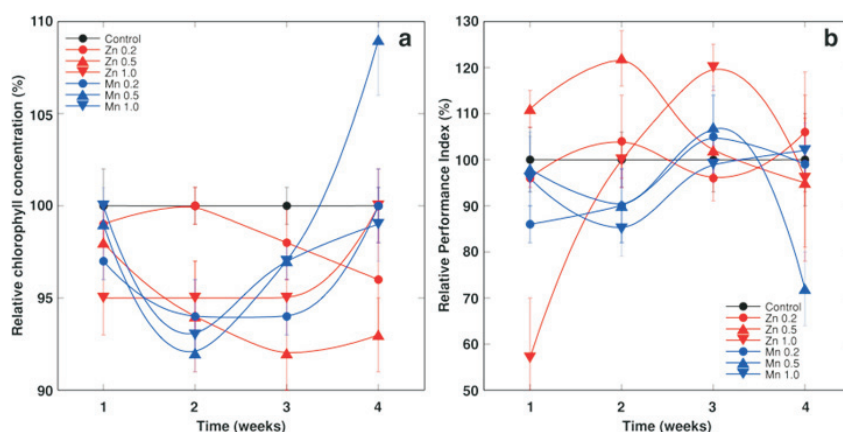 a
Relative chlorophyll concentration (%)
110
105
100
95
90
Control
Zn 0.2
Zn 0.5
Zn 1.0
Mn 0.2
Mn 0.5
Mn 1.0
1 2 3 4
Time (weeks)
b
Relative Performance Index (%)
130
120
110
100
90
80
70
60
50
Control
Zn 0.2
Zn 0.5
Zn 1.0
Mn 0.2
Mn 0.5
Mn 1.0
1 2 3 4
Time (weeks)